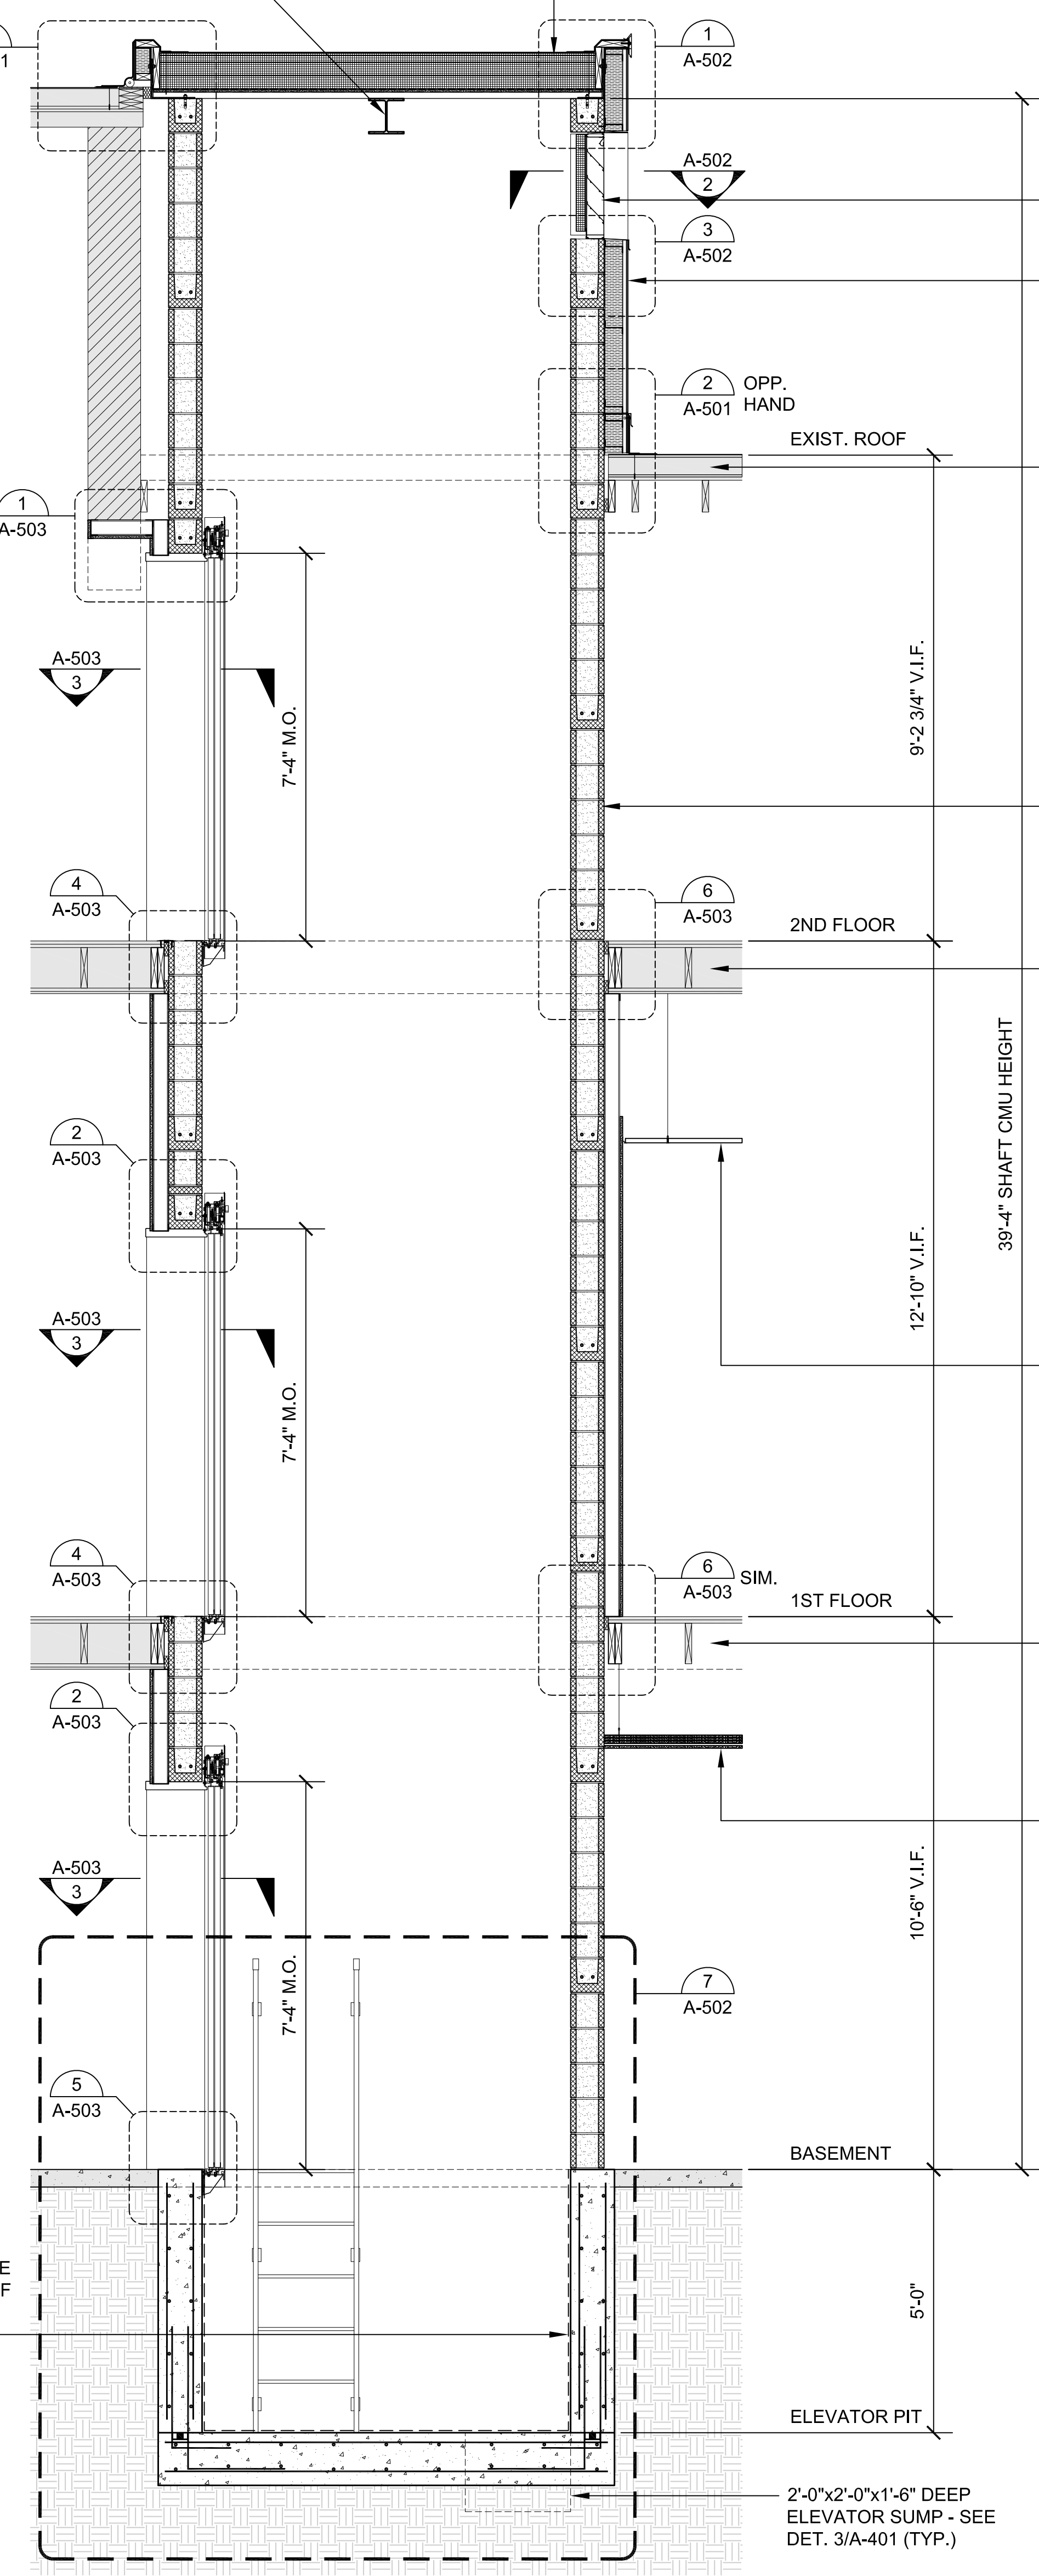 1
1
A-502
A-502
2
3
A-502
2
A-501
OPP.
HAND
EXIST. ROOF
1
A-503
A-503
3
7'-4" M.O.
9'-2 3/4" V.I.F.
4
A-503
6
A-503
2ND FLOOR
39'-4" SHAFT CMU HEIGHT
2
A-503
A-503
3
7'-4" M.O.
12'-10" V.I.F.
4
A-503
6
A-503
SIM.
1ST FLOOR
2
A-503
A-503
3
7'-4" M.O.
10'-6" V.I.F.
7
A-502
5
A-503
BASEMENT
E
F
5'-0"
ELEVATOR PIT
2'-0"x2'-0"x1'-6" DEEP
ELEVATOR SUMP - SEE
DET. 3/A-401 (TYP.)